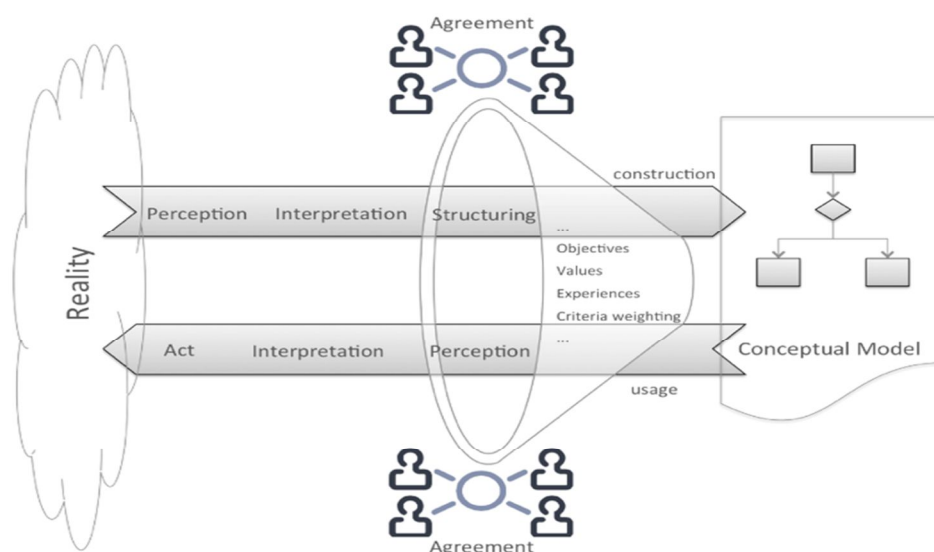 Agreement
construction
Perception Interpretation Structuring
...
Objectives
Values
Experiences
Criteria weighting
...
Reality
Act Interpretation Perception
Conceptual Model
usage
Agreement